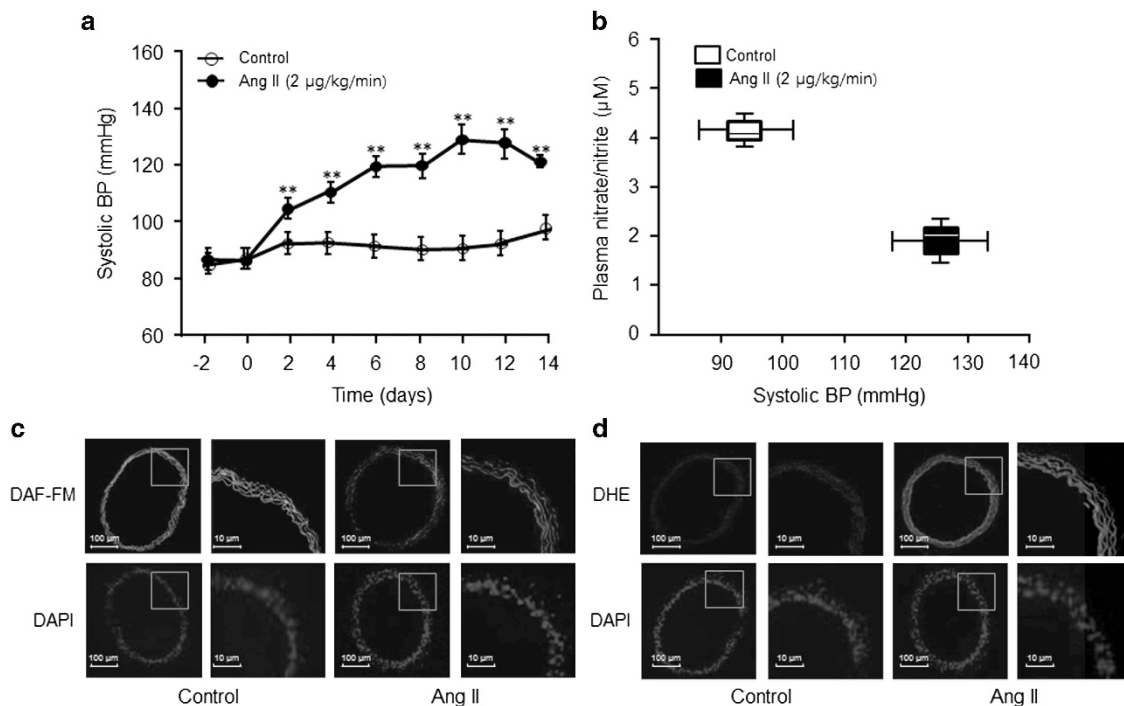 a
160
140
120
100
80
60
Systolic BP (mmHg)
Control
Ang II (2 µg/kg/min)
**
**
**
**
**
**
**
-2 0 2 4 6 8 10 12 14
Time (days)
b
6
5
4
3
2
1
0
Plasma nitrate/nitrite (µM)
Control
Ang II (2 µg/kg/min)
90 100 110 120 130 140
Systolic BP (mmHg)
c
DAF-FM
100 µm 10 µm 100 µm 10 µm
DAPI
100 µm 10 µm 100 µm 10 µm
Control Ang II
d
DHE
100 µm 10 µm 100 µm 10 µm
DAPI
100 µm 10 µm 100 µm 10 µm
Control Ang II